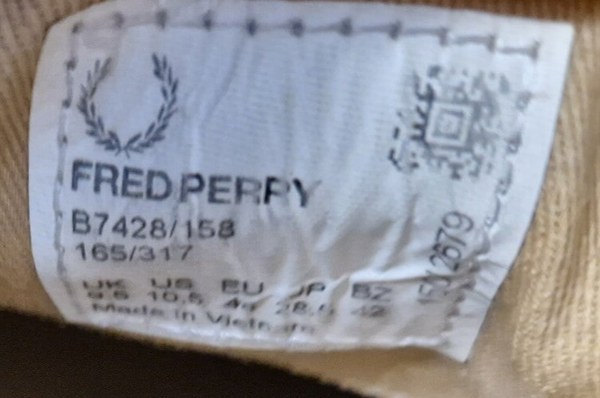 FRED PERRY
B7428/158
165/317
UK US EU JP BZ
9.5 10.5 44 28.5 42
Made in Vietnam